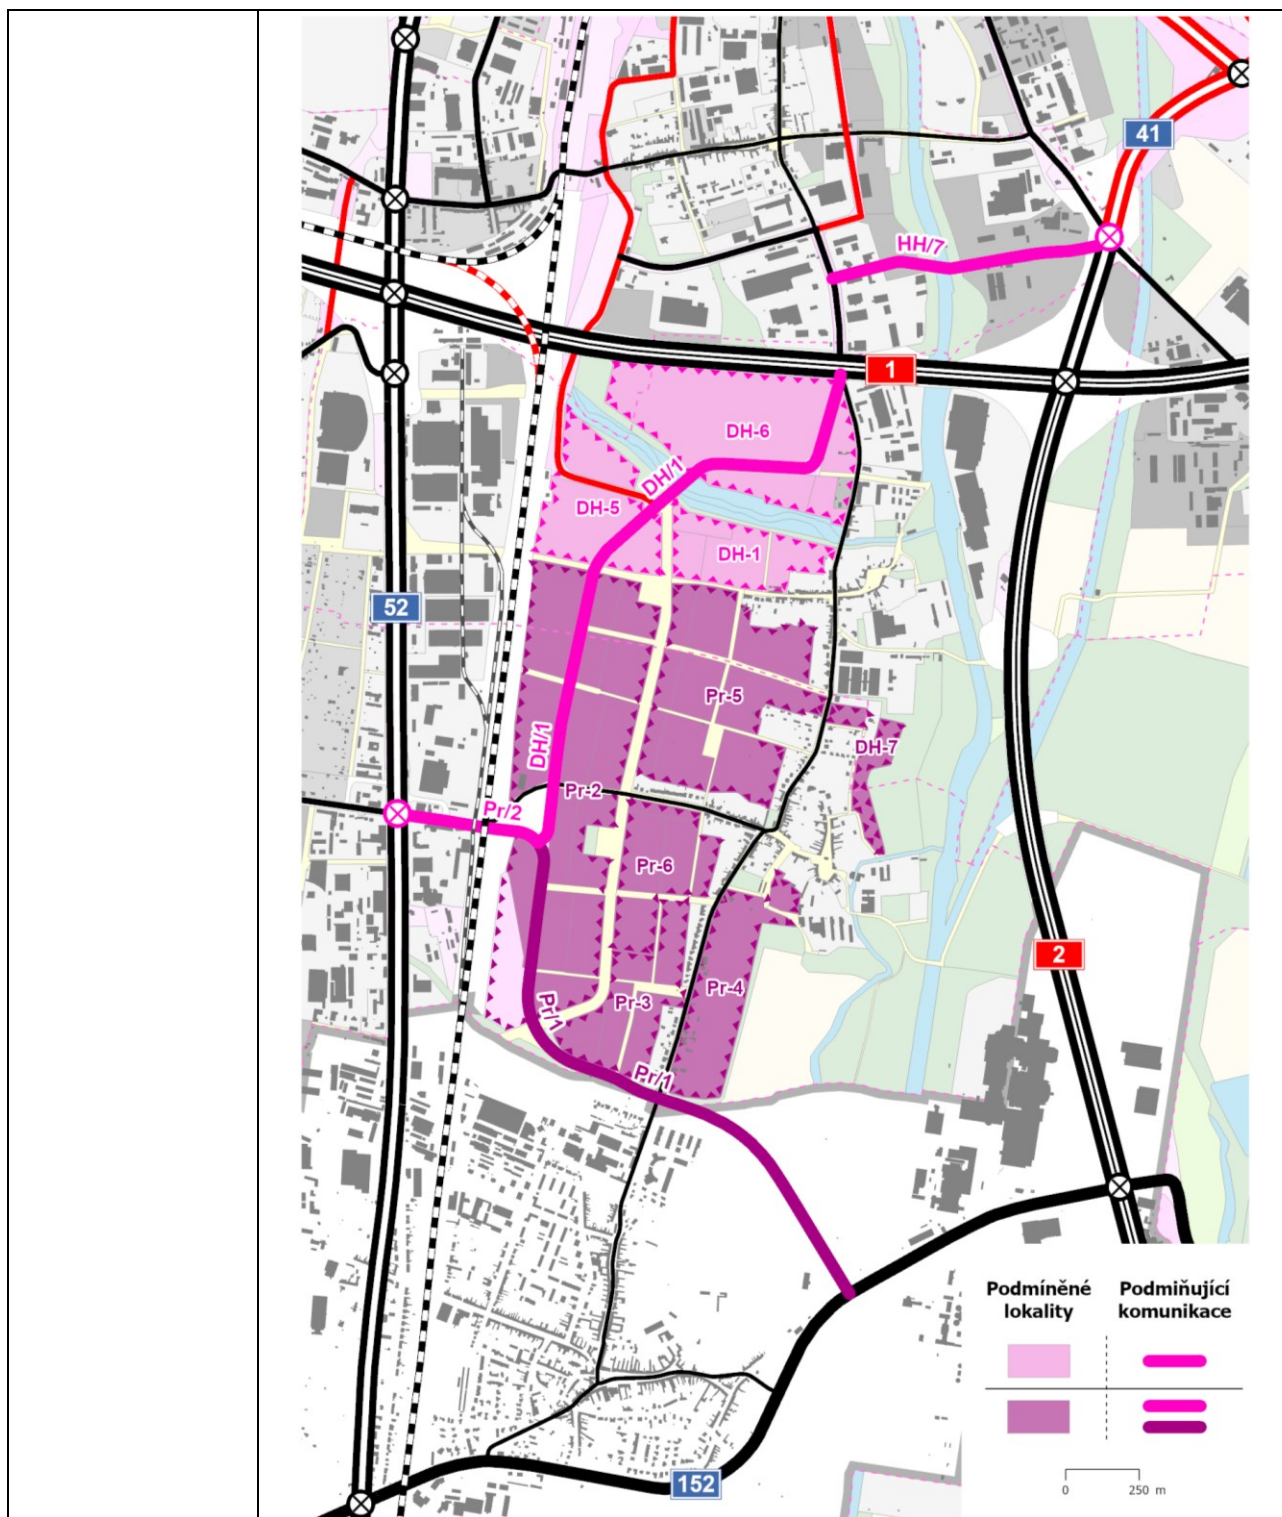 41
HH/7
1
DH-6
DH/1
DH-5
DH-1
52
Pr-5
DH-7
DH/1
Pr-2
Pr/2
Pr-6
2
Pr-4
Pr-3
Pr/1
Pr/1
Podmíněné
lokality
Podmiňující
komunikace
152
0 250 m